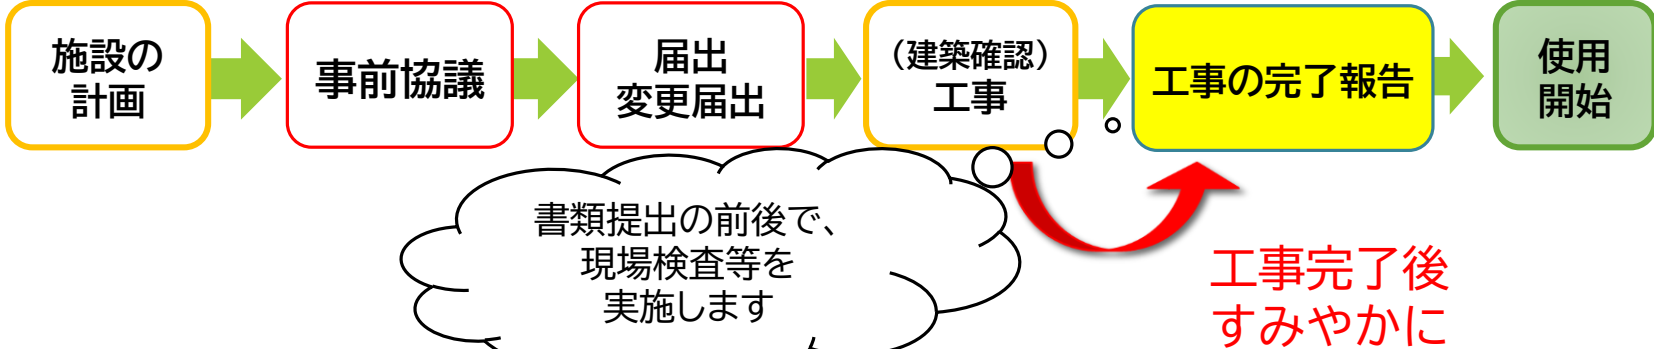 施設の
計画
事前協議
届出
変更届出
（建築確認）
工事
工事の完了報告
使用
開始
書類提出の前後で、
現場検査等を
実施します
工事完了後
すみやかに